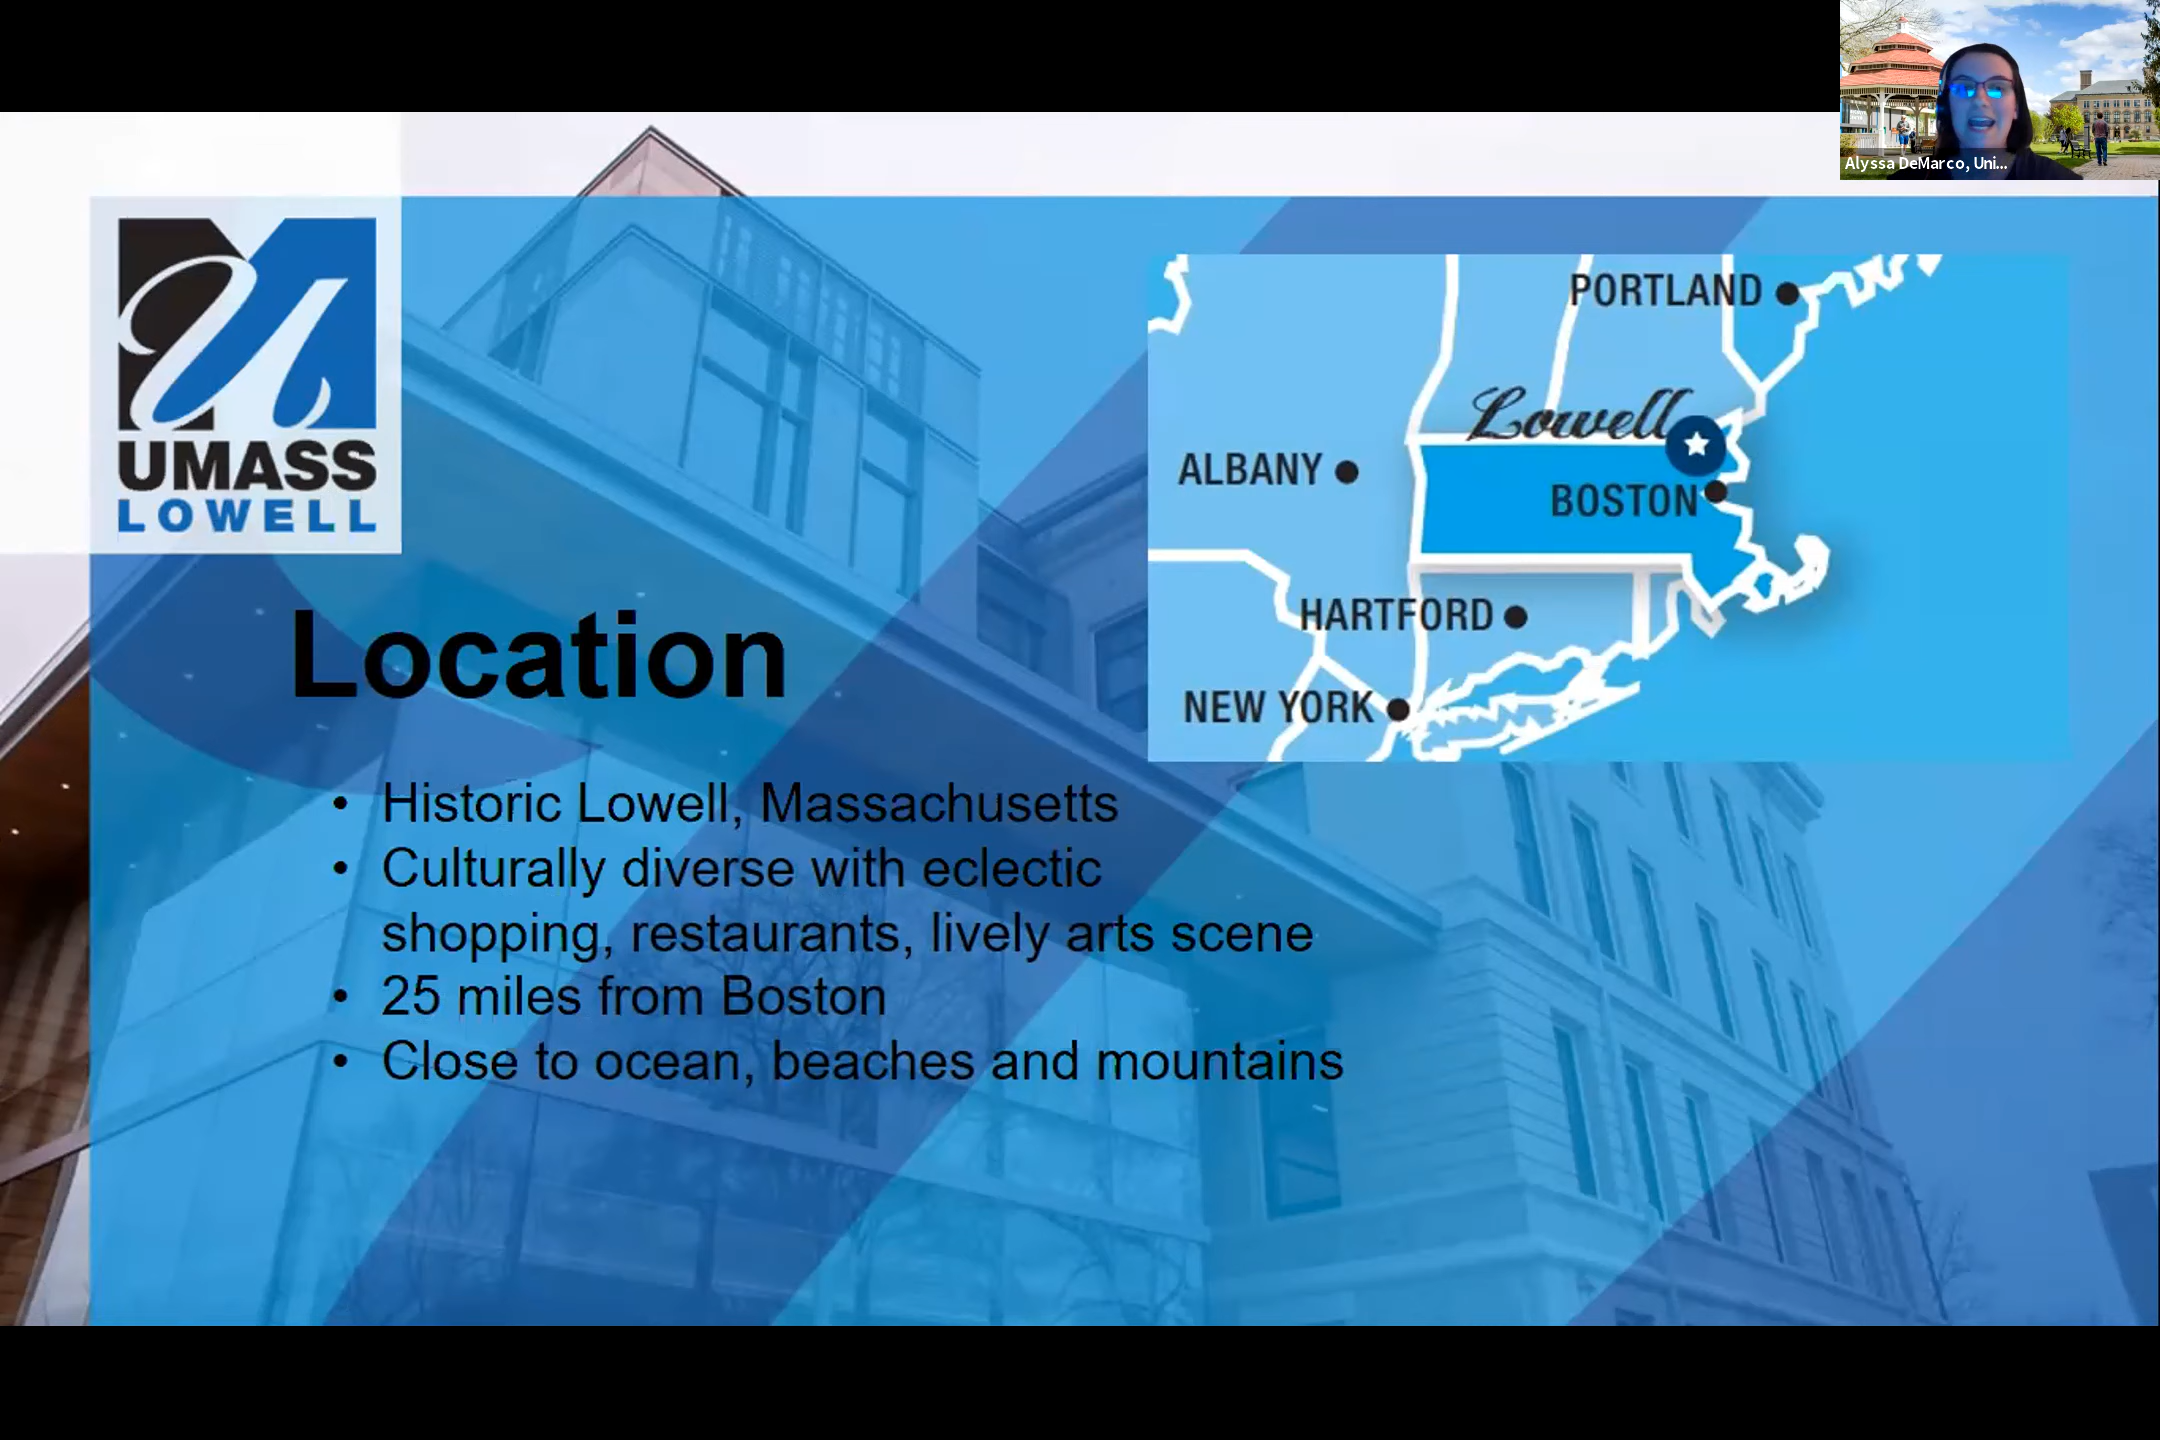 Alyssa DeMarco, Uni...
UMASS
LOWELL
PORTLAND
Lowell
ALBANY
BOSTON
HARTFORD
NEW YORK
Location
• Historic Lowell, Massachusetts
• Culturally diverse with eclectic
shopping, restaurants, lively arts scene
• 25 miles from Boston
• Close to ocean, beaches and mountains